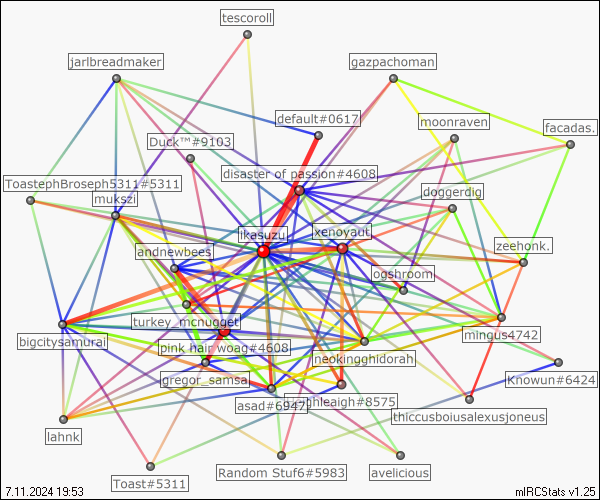 tescoroll
jarlbreadmaker
gazpachoman
default#0617
moonraven
facadas.
Duck™#9103
disaster of passion#4608
ToastephBroseph5311#5311
doggerdig
mukszi
ikasuzu
xenoyaut
andnewbees
zeehonk.
ogshroom
turkey_mcnugget
mingus4742
bigcitysamurai
pink hair woag#4608
neokingghidorah
gregor_samsa
Knowun#6424
asad#6947
ghleaigh#8575
thiccusboiusalexusjoneus
lahnk
Random Stuf6#5983
avelicious
Toast#5311
7.11.2024 19:53
mIRCStats v1.25